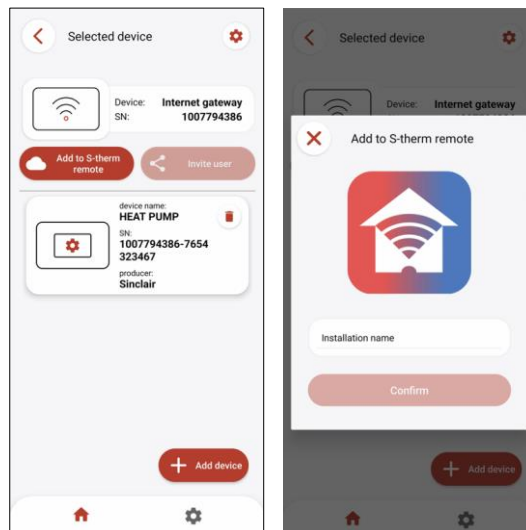 Selected device
Device: Internet gateway
SN: 1007794386
Add to S-therm
remote
Invite user
device name:
HEAT PUMP
SN:
1007794386-7654
323467
producer:
Sinclair
Add device
Selected device
Device: Internet gateway
Add to S-therm remote
Installation name
Confirm
Add device